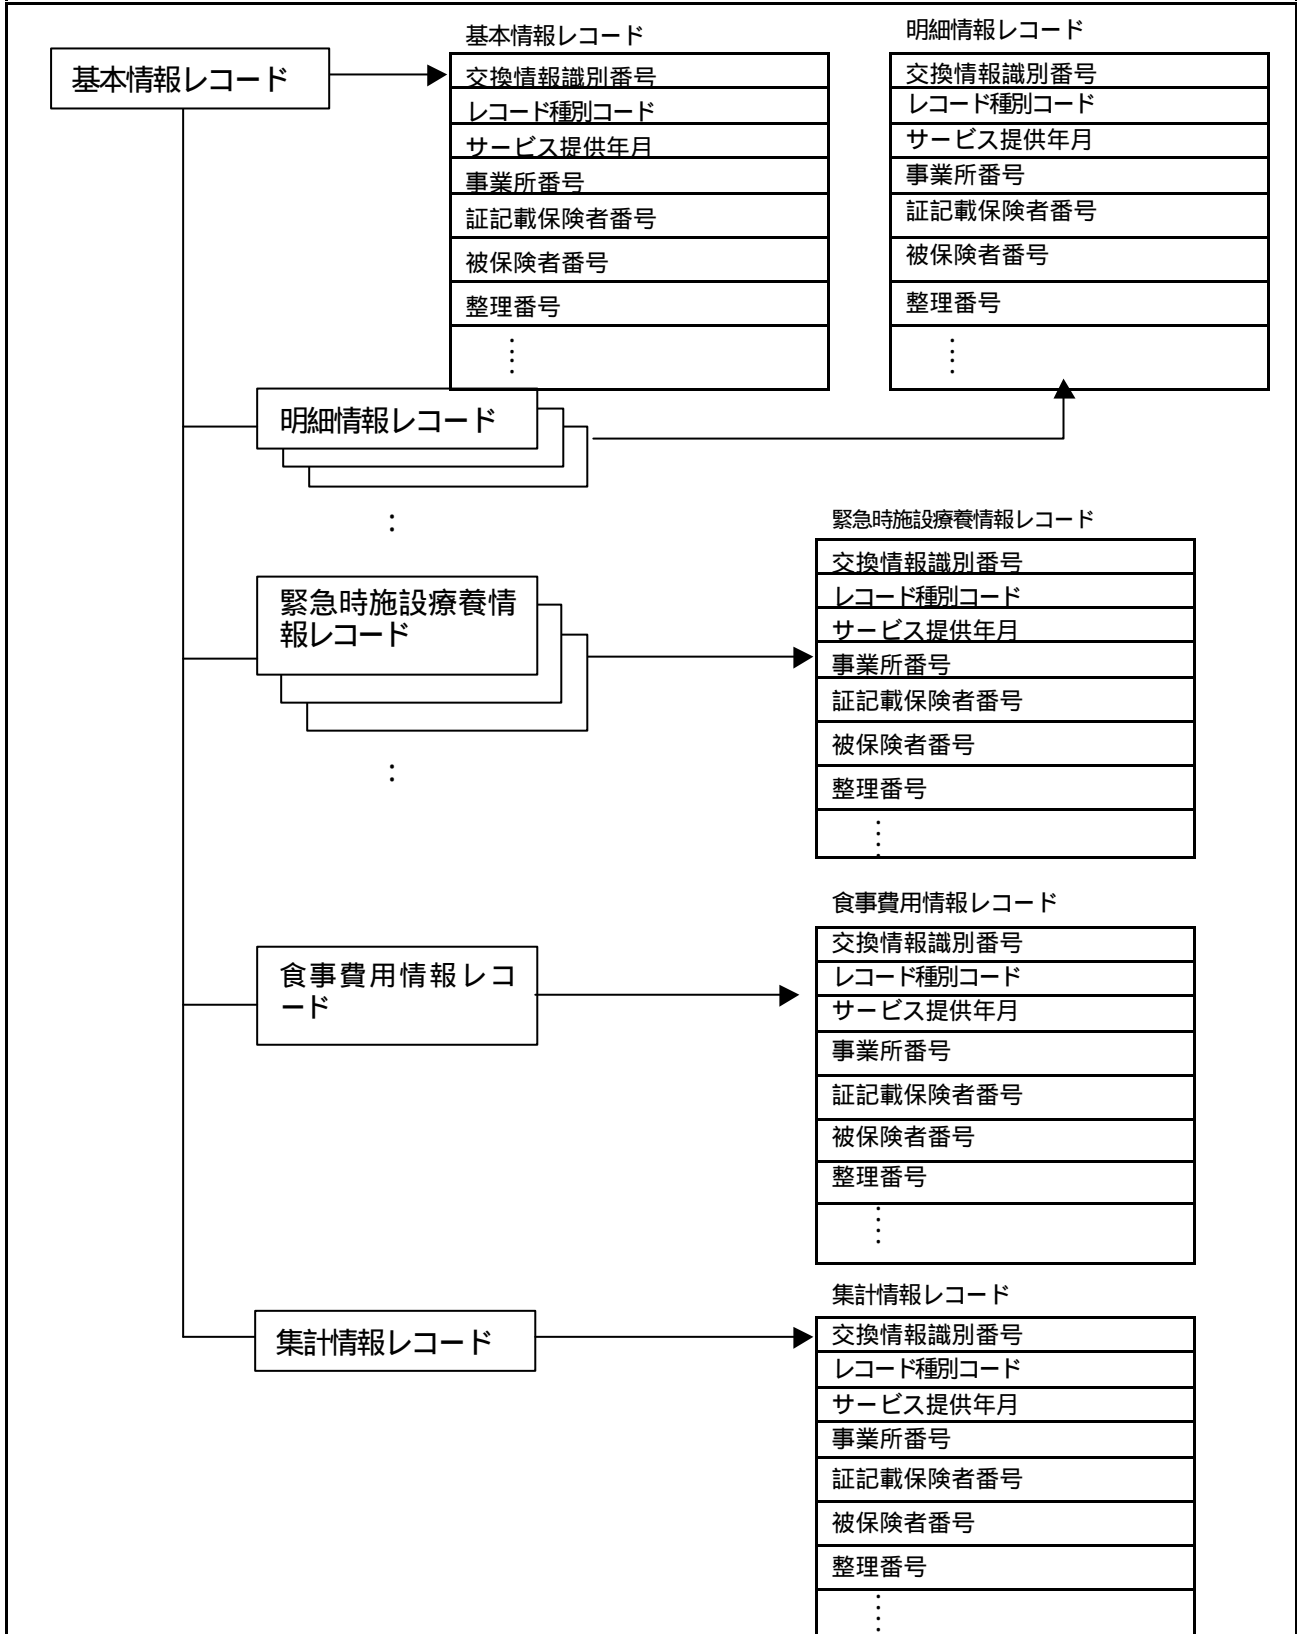 基本情報レコード
基本情報レコード
交換情報識別番号
レコード種別コード
サービス提供年月
事業所番号
証記載保険者番号
被保険者番号
整理番号
⋮
明細情報レコード
交換情報識別番号
レコード種別コード
サービス提供年月
事業所番号
証記載保険者番号
被保険者番号
整理番号
⋮
明細情報レコード
:
緊急時施設療養情
報レコード
:
緊急時施設療養情報レコード
交換情報識別番号
レコード種別コード
サービス提供年月
事業所番号
証記載保険者番号
被保険者番号
整理番号
⋮
食事費用情報レコ
ード
食事費用情報レコード
交換情報識別番号
レコード種別コード
サービス提供年月
事業所番号
証記載保険者番号
被保険者番号
整理番号
⋮
集計情報レコード
集計情報レコード
交換情報識別番号
レコード種別コード
サービス提供年月
事業所番号
証記載保険者番号
被保険者番号
整理番号
⋮